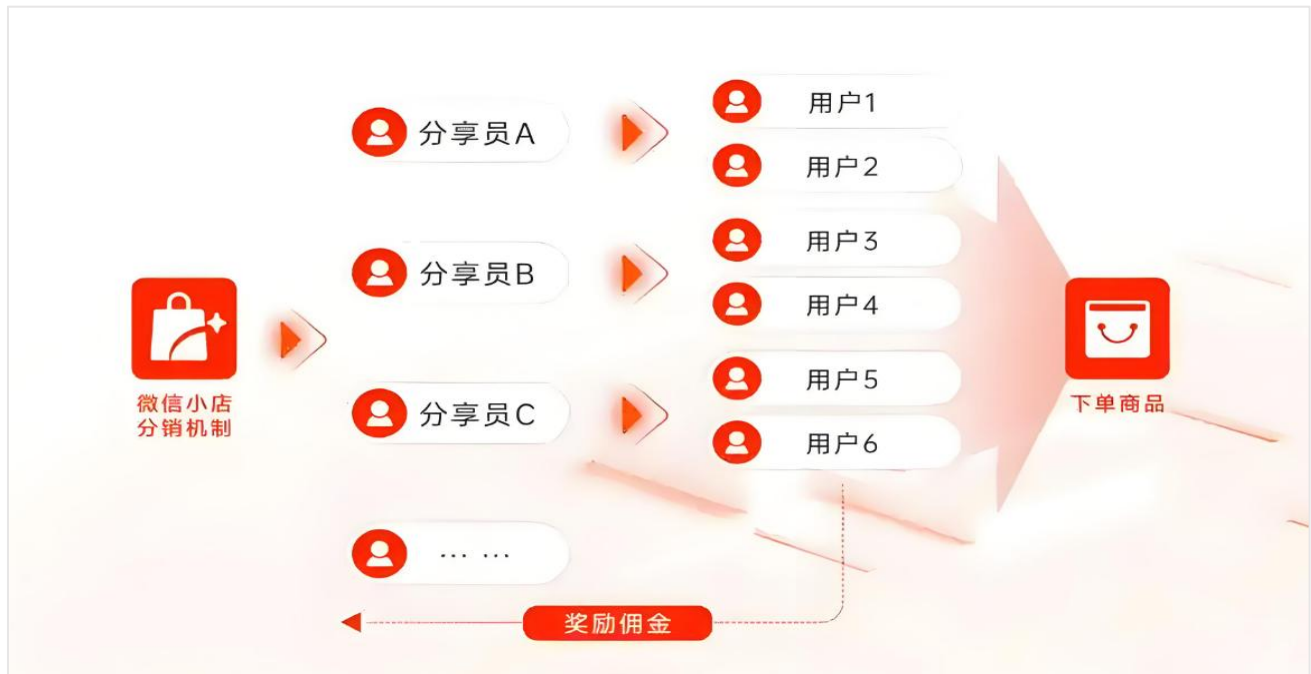 微信小店
分销机制
分享员A
分享员B
分享员C
... ...
用户1
用户2
用户3
用户4
用户5
用户6
下单商品
奖励佣金